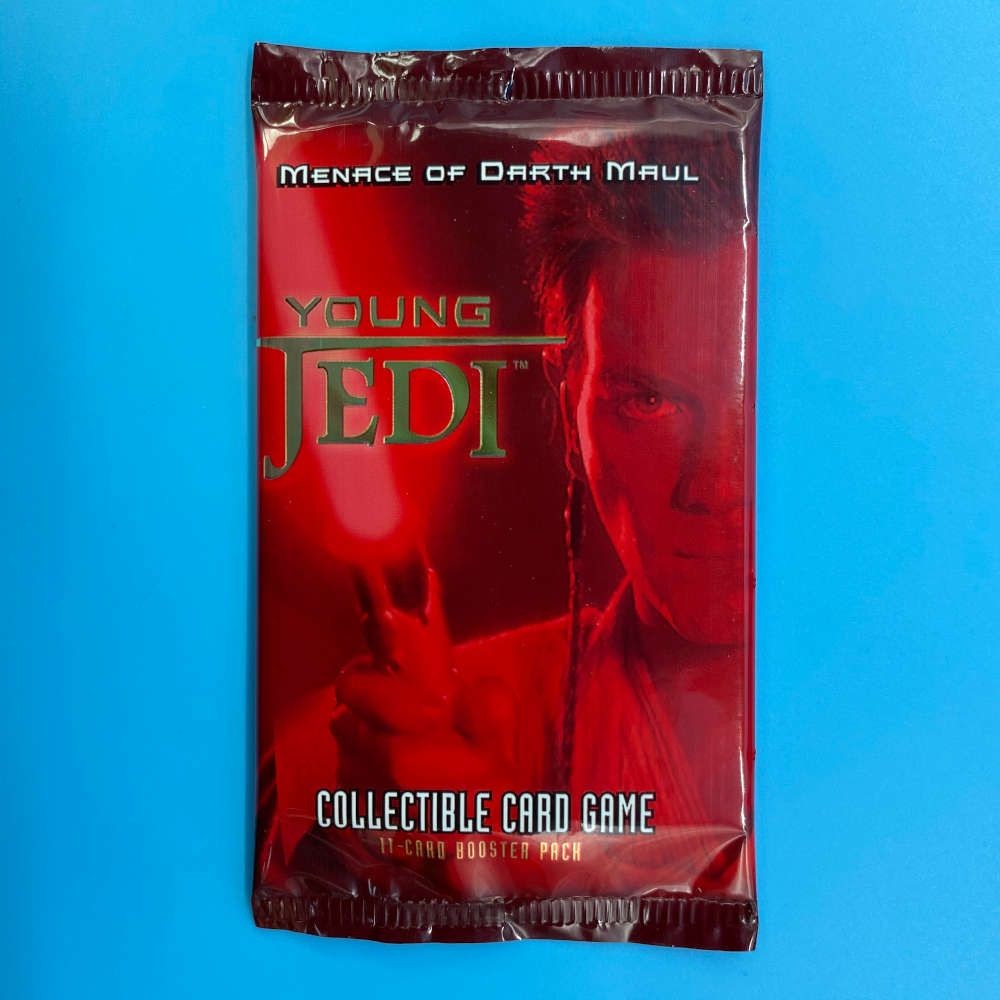 MENACE OF DARTH MAUL
YOUNG
JEDI™
COLLECTIBLE CARD GAME
11-CARD BOOSTER PACK